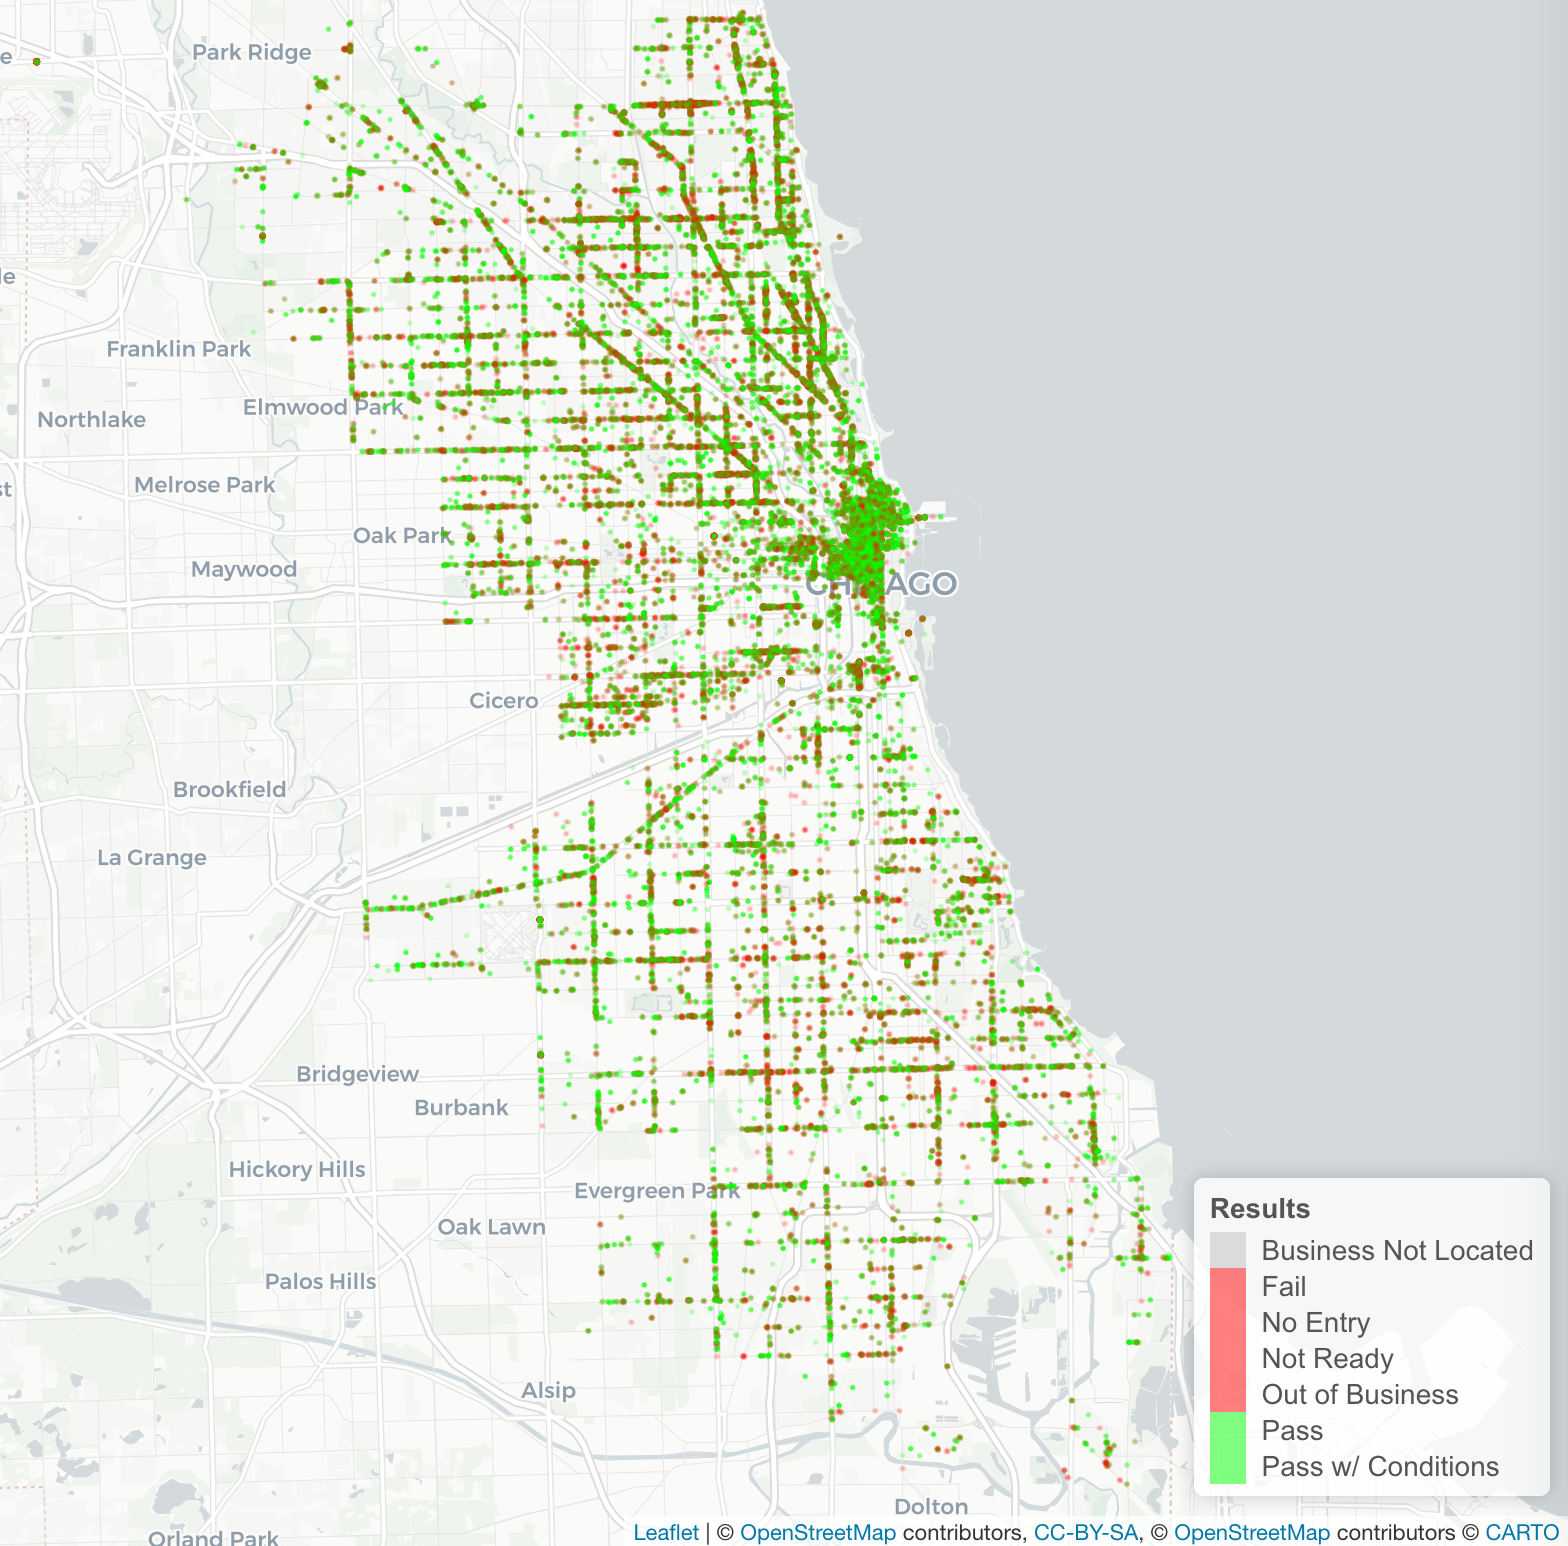 Park Ridge
Franklin Park
Elmwood Park
Northlake
Melrose Park
Oak Park
Maywood
CHICAGO
Cicero
Brookfield
La Grange
Bridgeview
Burbank
Hickory Hills
Evergreen Park
Oak Lawn
Palos Hills
Alsip
Dolton
Orland Park
Results
Business Not Located
Fail
No Entry
Not Ready
Out of Business
Pass
Pass w/ Conditions
Leaflet | © OpenStreetMap contributors, CC-BY-SA, © OpenStreetMap contributors © CARTO